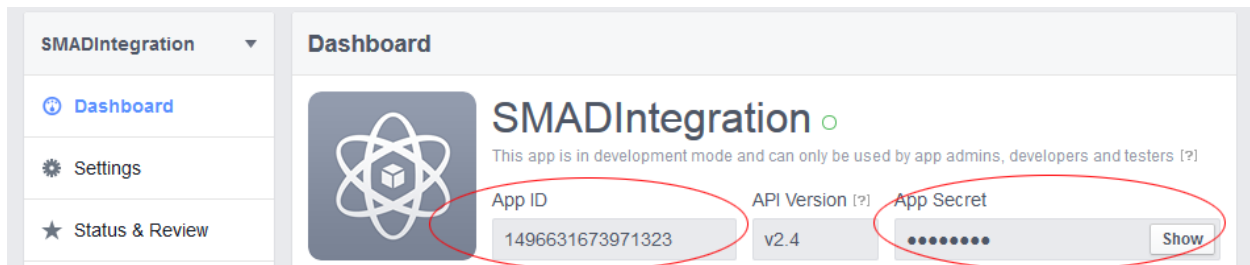 SMADIntegration
Dashboard
Dashboard
Settings
Status & Review
SMADIntegration
This app is in development mode and can only be used by app admins, developers and testers [?]
App ID
API Version [?]
App Secret
1496631673971323
v2.4
●●●●●●●●
Show